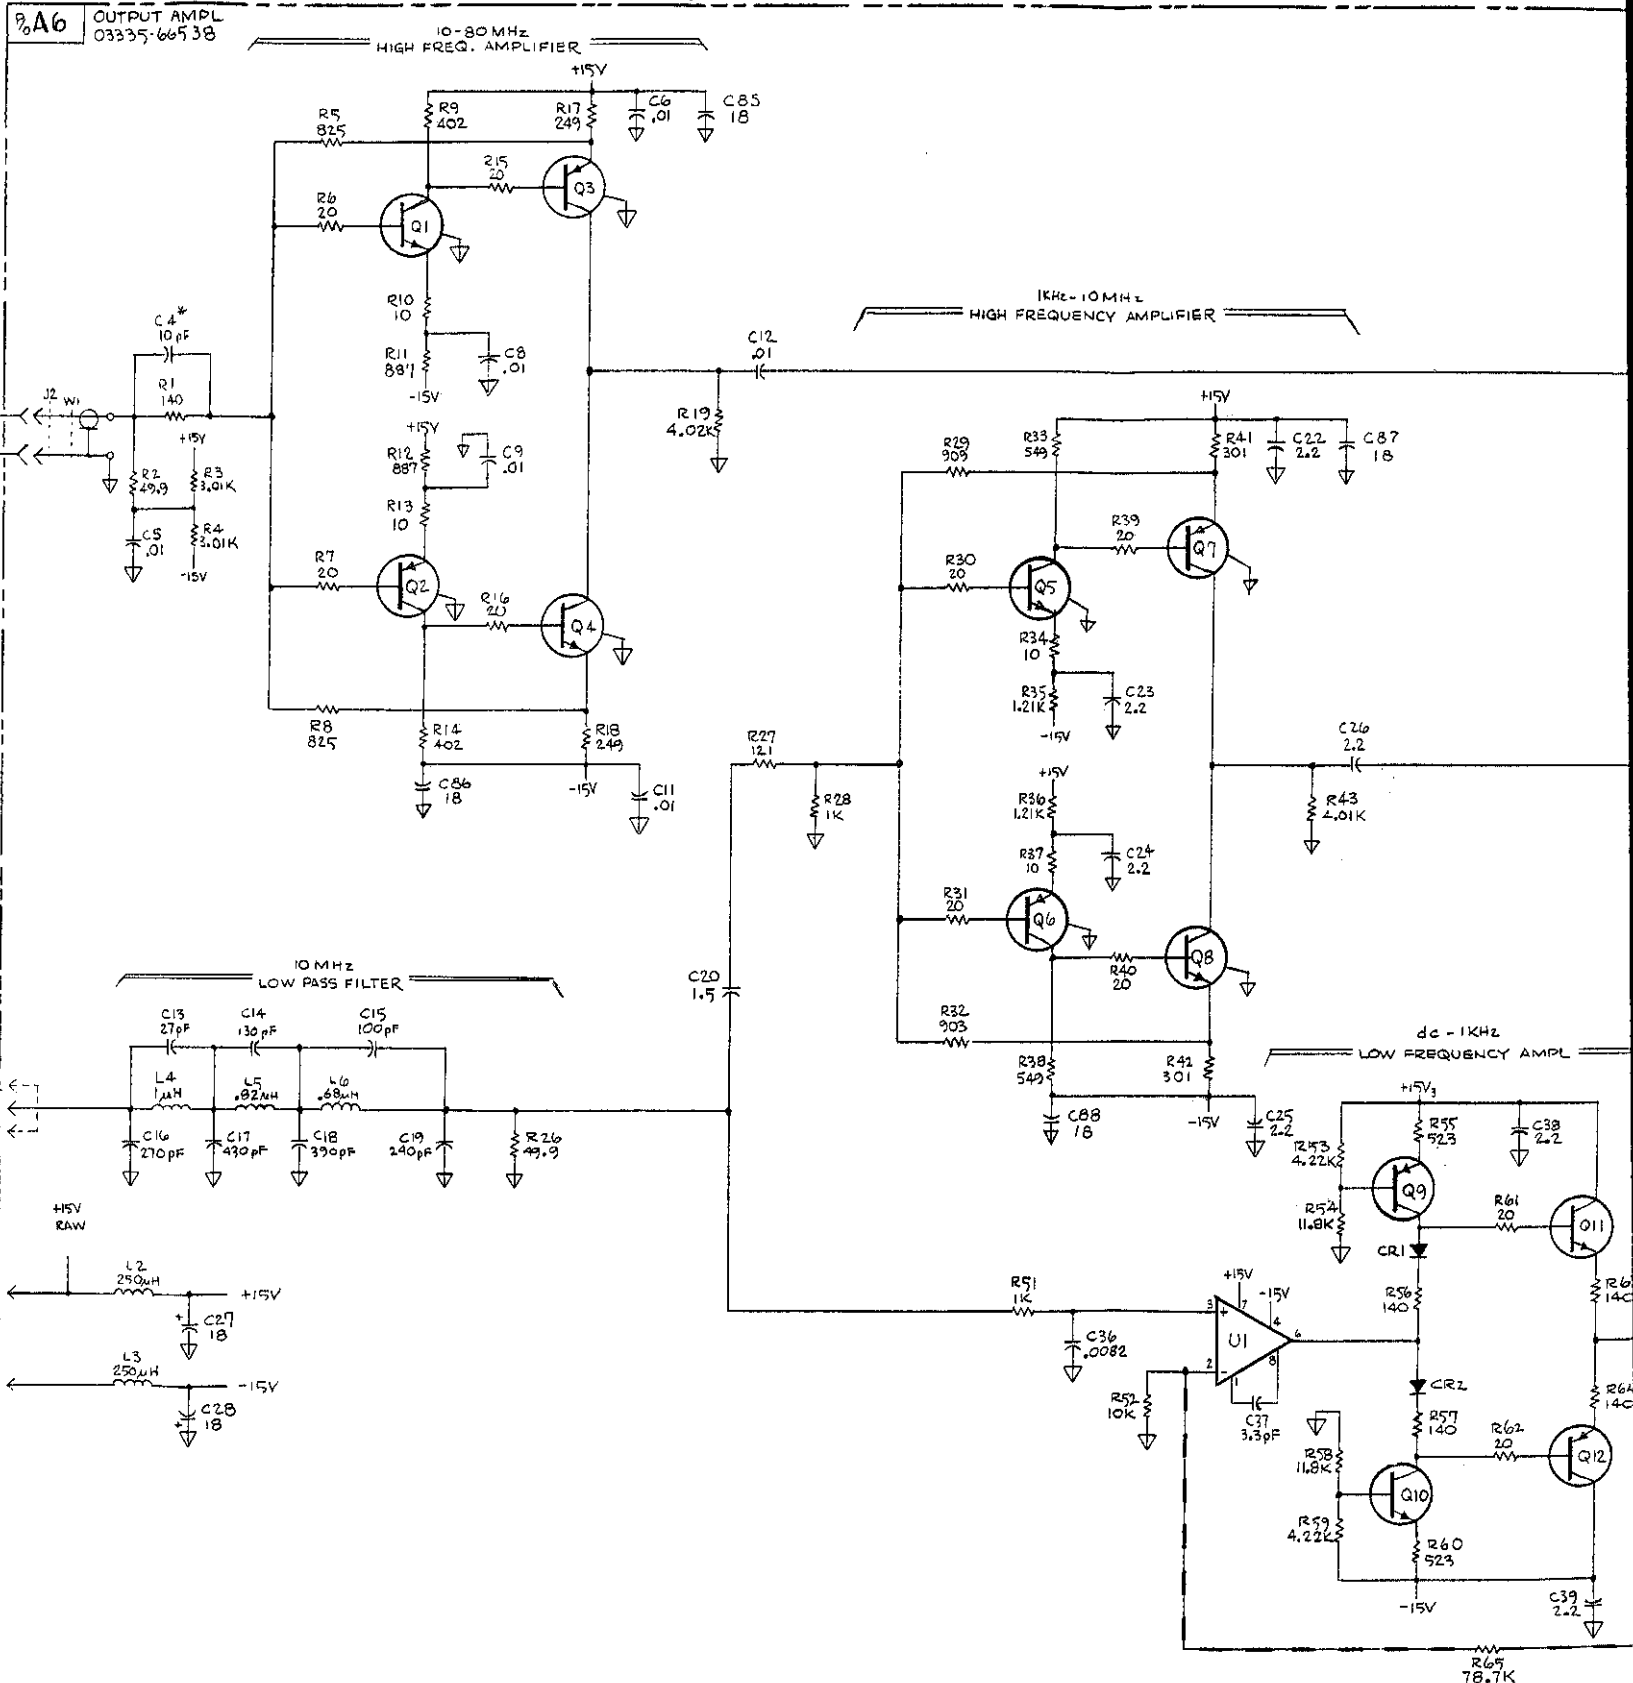 P/O A6
OUTPUT AMPL
03335-66538
10-80 MHz
HIGH FREQ. AMPLIFIER
+15V
R5
825
R9
402
R17
249
C6
.01
C85
18
R15
20
Q3
R6
20
Q1
R10
10
R11
887
C8
.01
-15V
C4*
10pF
J2
W1
R1
140
+15V
R2
49.9
R3
3.01K
C5
.01
R4
3.01K
-15V
+15V
R12
887
C9
.01
R13
10
R7
20
Q2
R16
20
Q4
R8
825
R14
402
R18
249
C86
18
-15V
C11
.01
C12
.01
R19
4.02K
1KHz-10MHz
HIGH FREQUENCY AMPLIFIER
+15V
R29
909
R33
549
R41
301
C22
2.2
C87
18
R39
20
Q7
R30
20
Q5
R34
10
R35
1.21K
C23
2.2
-15V
R27
121
R28
1K
+15V
R36
1.21K
R37
10
C24
2.2
C26
2.2
R43
R31
20
Q6
R40
20
Q8
R32
903
R38
549
R42
301
C88
18
-15V
C25
2.2
10 MHz
LOW PASS FILTER
C13
27pF
C14
130pF
C15
100pF
L4
1µH
L5
.82µH
L6
.68µH
C16
270pF
C17
430pF
C18
390pF
C19
240pF
R26
49.9
C20
1.5
+15V
RAW
L2
250µH
+15V
+
C27
18
L3
250µH
-15V
+
C28
18
dc-1KHz
LOW FREQUENCY AMPL
+15V3
R53
4.22K
R55
523
C38
2.2
Q9
R54
11.8K
R61
20
Q11
CR1
R56
140
R6
140
R51
1K
C36
.0082
+15V
-15V
3
+
7
4
U1
6
2
-
8
1
C37
3.3pF
R52
10K
CR2
R57
140
R64
140
R58
11.8K
R62
20
Q12
Q10
R59
4.22K
R60
523
-15V
C39
2.2
R65
78.7K